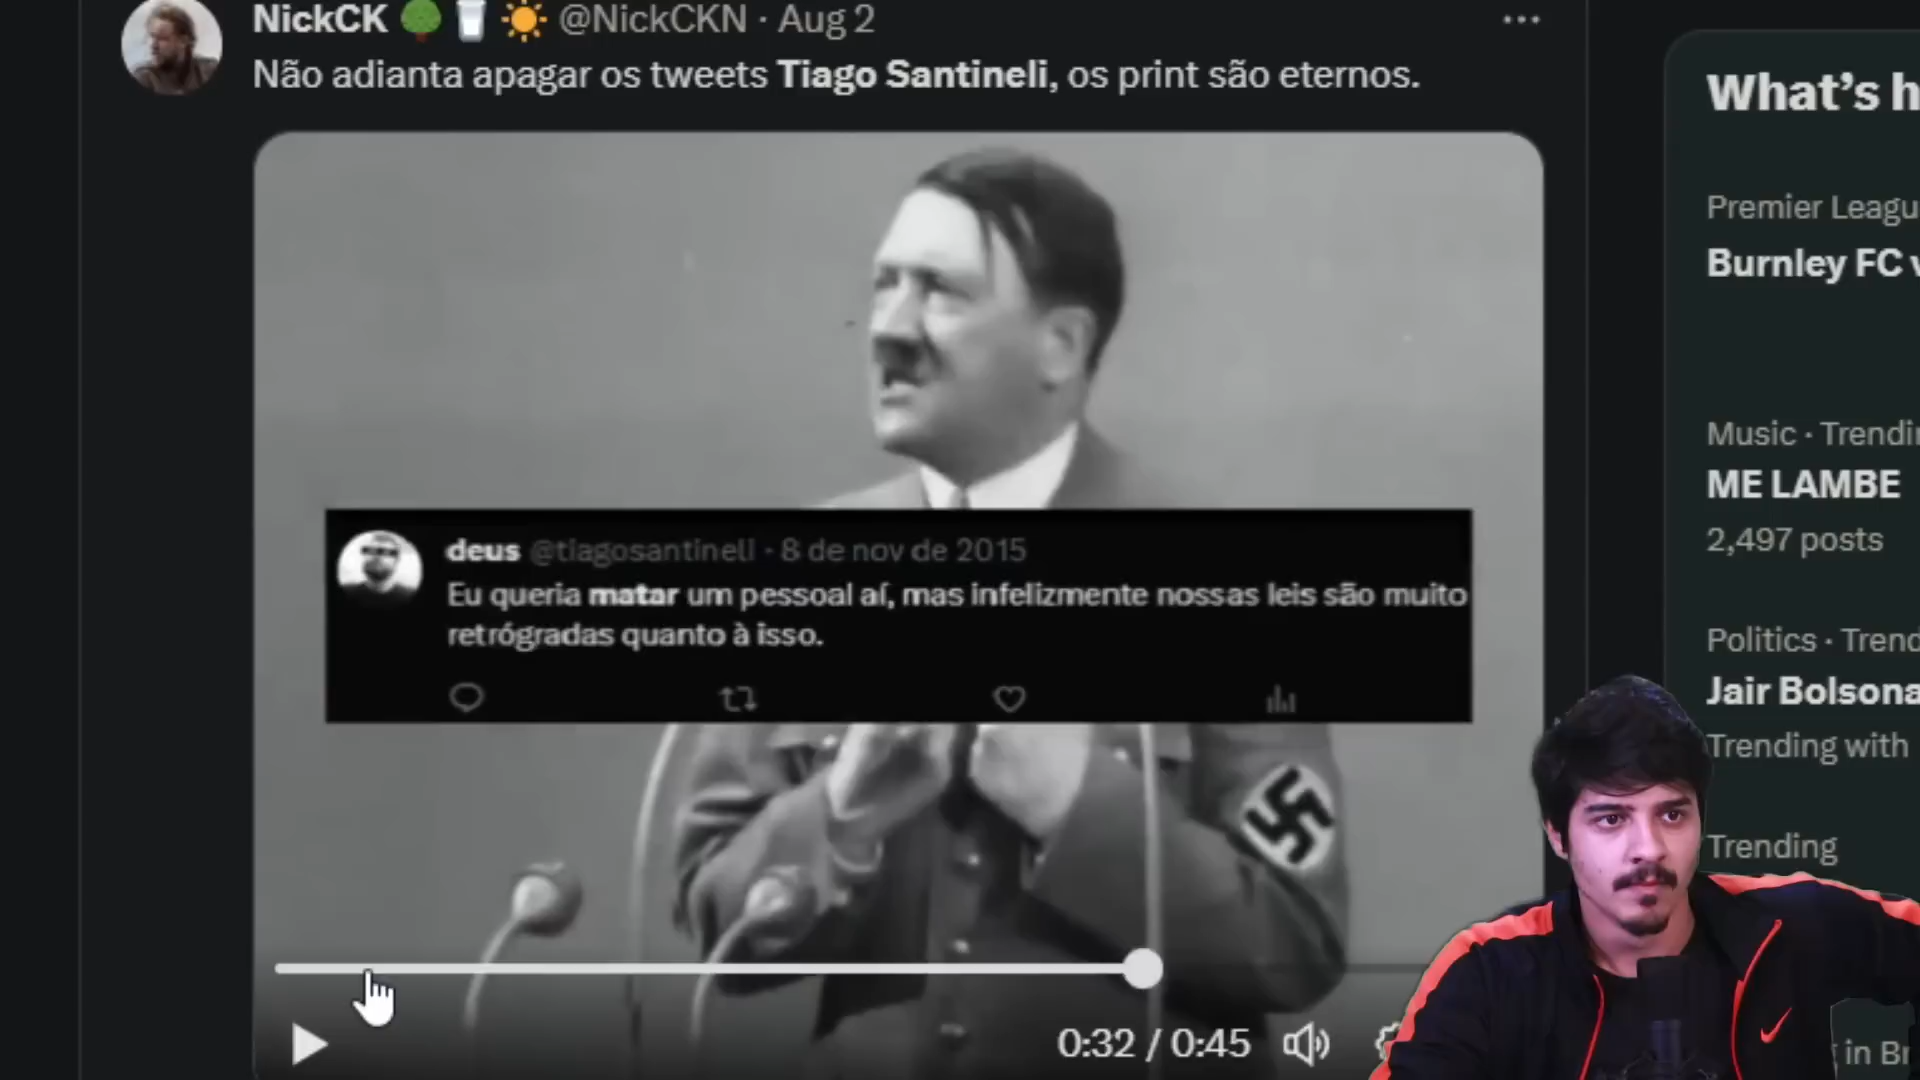 NickCK @NickCKN · Aug 2
Não adianta apagar os tweets Tiago Santineli, os print são eternos.
deus @tiagosantineli · 8 de nov de 2015
Eu queria matar um pessoal aí, mas infelizmente nossas leis são muito
retrógradas quanto à isso.
0:32 / 0:45
What's h
Premier Leagu
Burnley FC v
Music · Trendin
ME LAMBE
2,497 posts
Politics · Trend
Jair Bolsona
Trending with
Trending
in Br